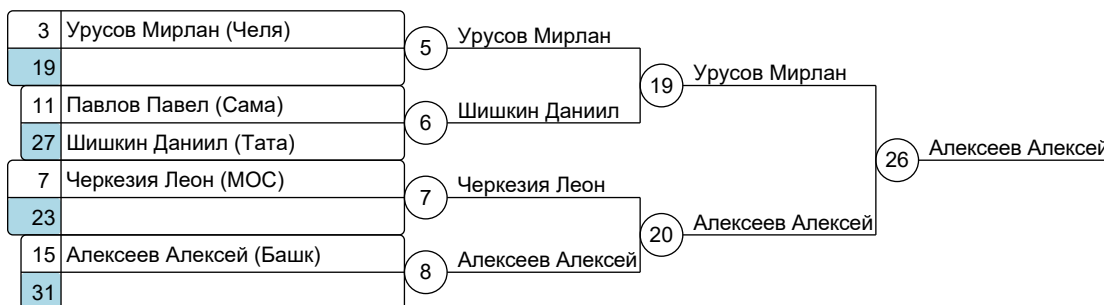 3 Урусов Мирлан (Челя)
19
11 Павлов Павел (Сама)
27 Шишкин Даниил (Тата)
7 Черкезия Леон (МОС)
23
15 Алексеев Алексей (Башк)
31
5 Урусов Мирлан
6 Шишкин Даниил
7 Черкезия Леон
8 Алексеев Алексей
19 Урусов Мирлан
20 Алексеев Алексей
26 Алексеев Алексей